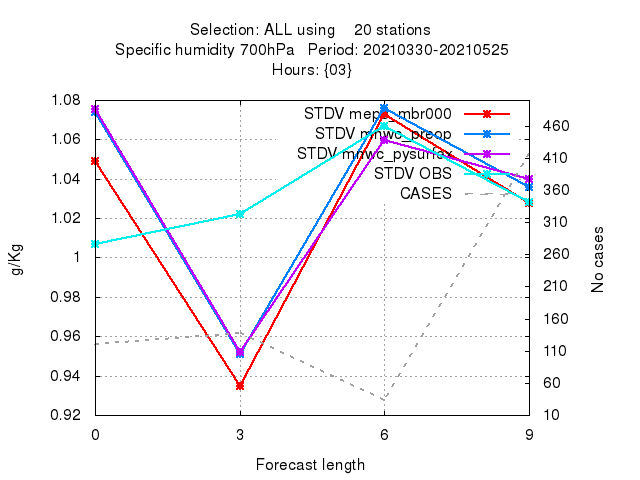 Selection: ALL using 20 stations
Specific humidity 700hPa Period: 20210330-20210525
Hours: {03}
1.08
1.06
1.04
1.02
1
0.98
0.96
0.94
0.92
g/Kg
STDV mbr000
STDV
STDV
STDV OBS
CASES
460
410
360
310
260
210
160
110
60
10
No cases
0 3 6 9
Forecast length